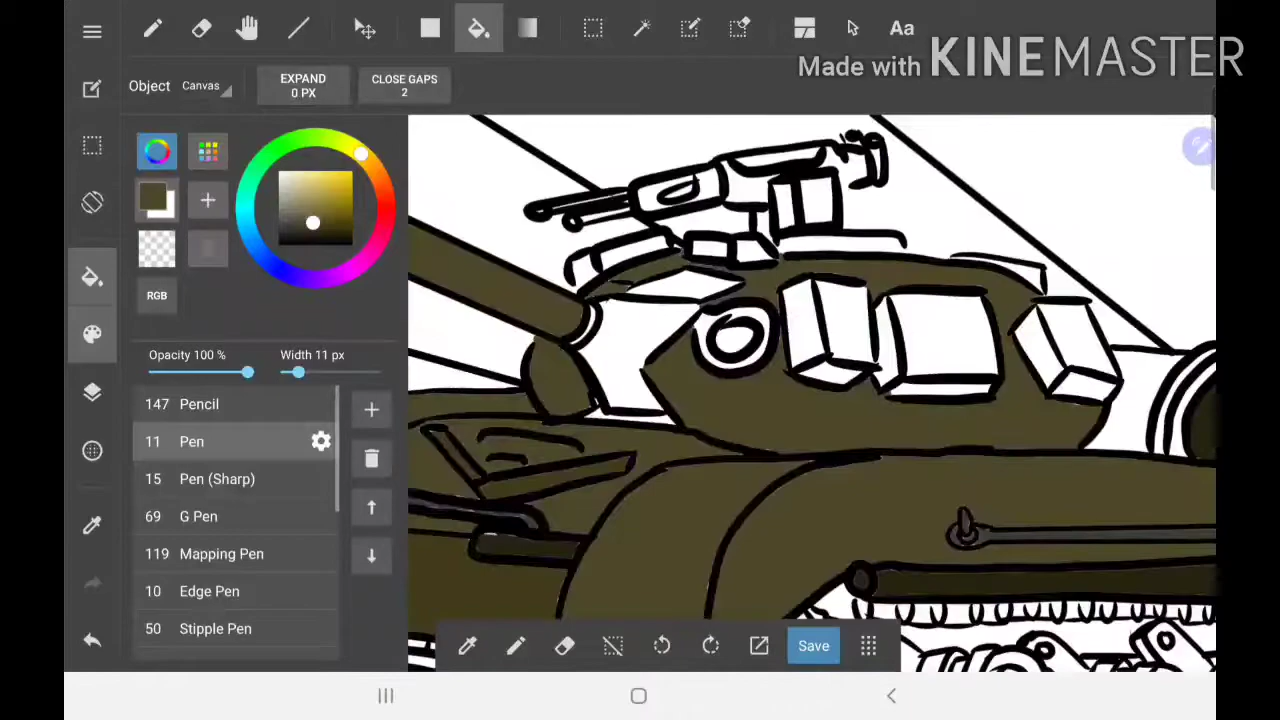 Aa
Made with KINEMASTER
Object Canvas EXPAND 0 PX CLOSE GAPS 2
RGB
Opacity 100 % Width 11 px
147 Pencil
11 Pen
15 Pen (Sharp)
69 G Pen
119 Mapping Pen
10 Edge Pen
50 Stipple Pen
Save